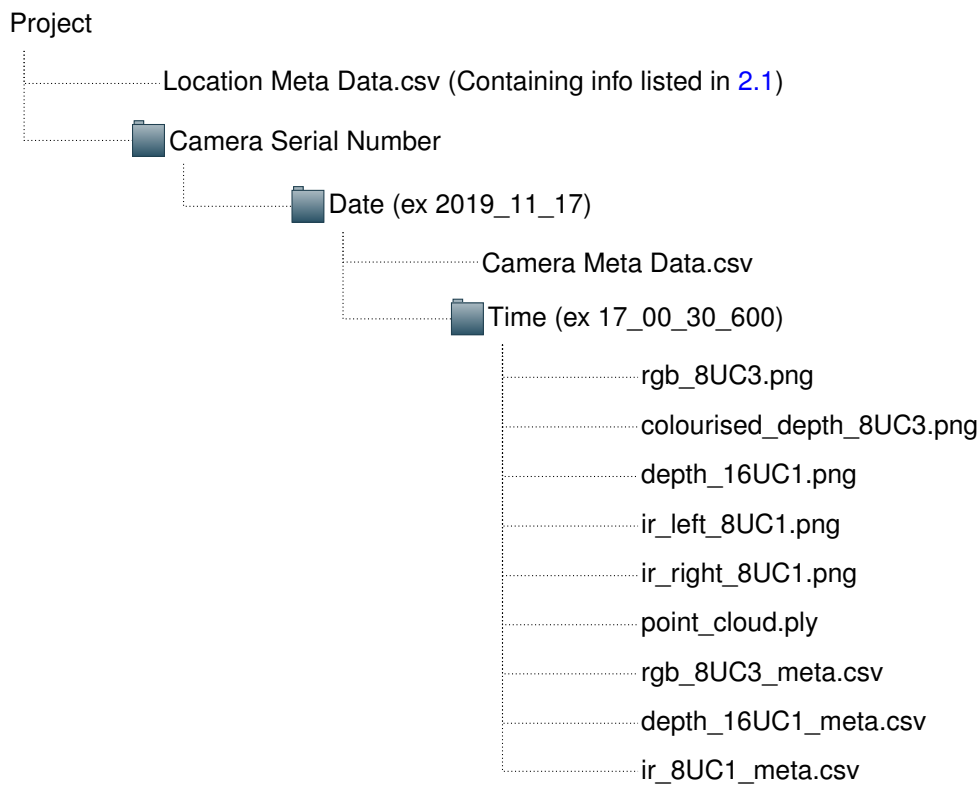 Project
Location Meta Data.csv (Containing info listed in 2.1)
Camera Serial Number
Date (ex 2019_11_17)
Camera Meta Data.csv
Time (ex 17_00_30_600)
rgb_8UC3.png
colourised_depth_8UC3.png
depth_16UC1.png
ir_left_8UC1.png
ir_right_8UC1.png
point_cloud.ply
rgb_8UC3_meta.csv
depth_16UC1_meta.csv
ir_8UC1_meta.csv